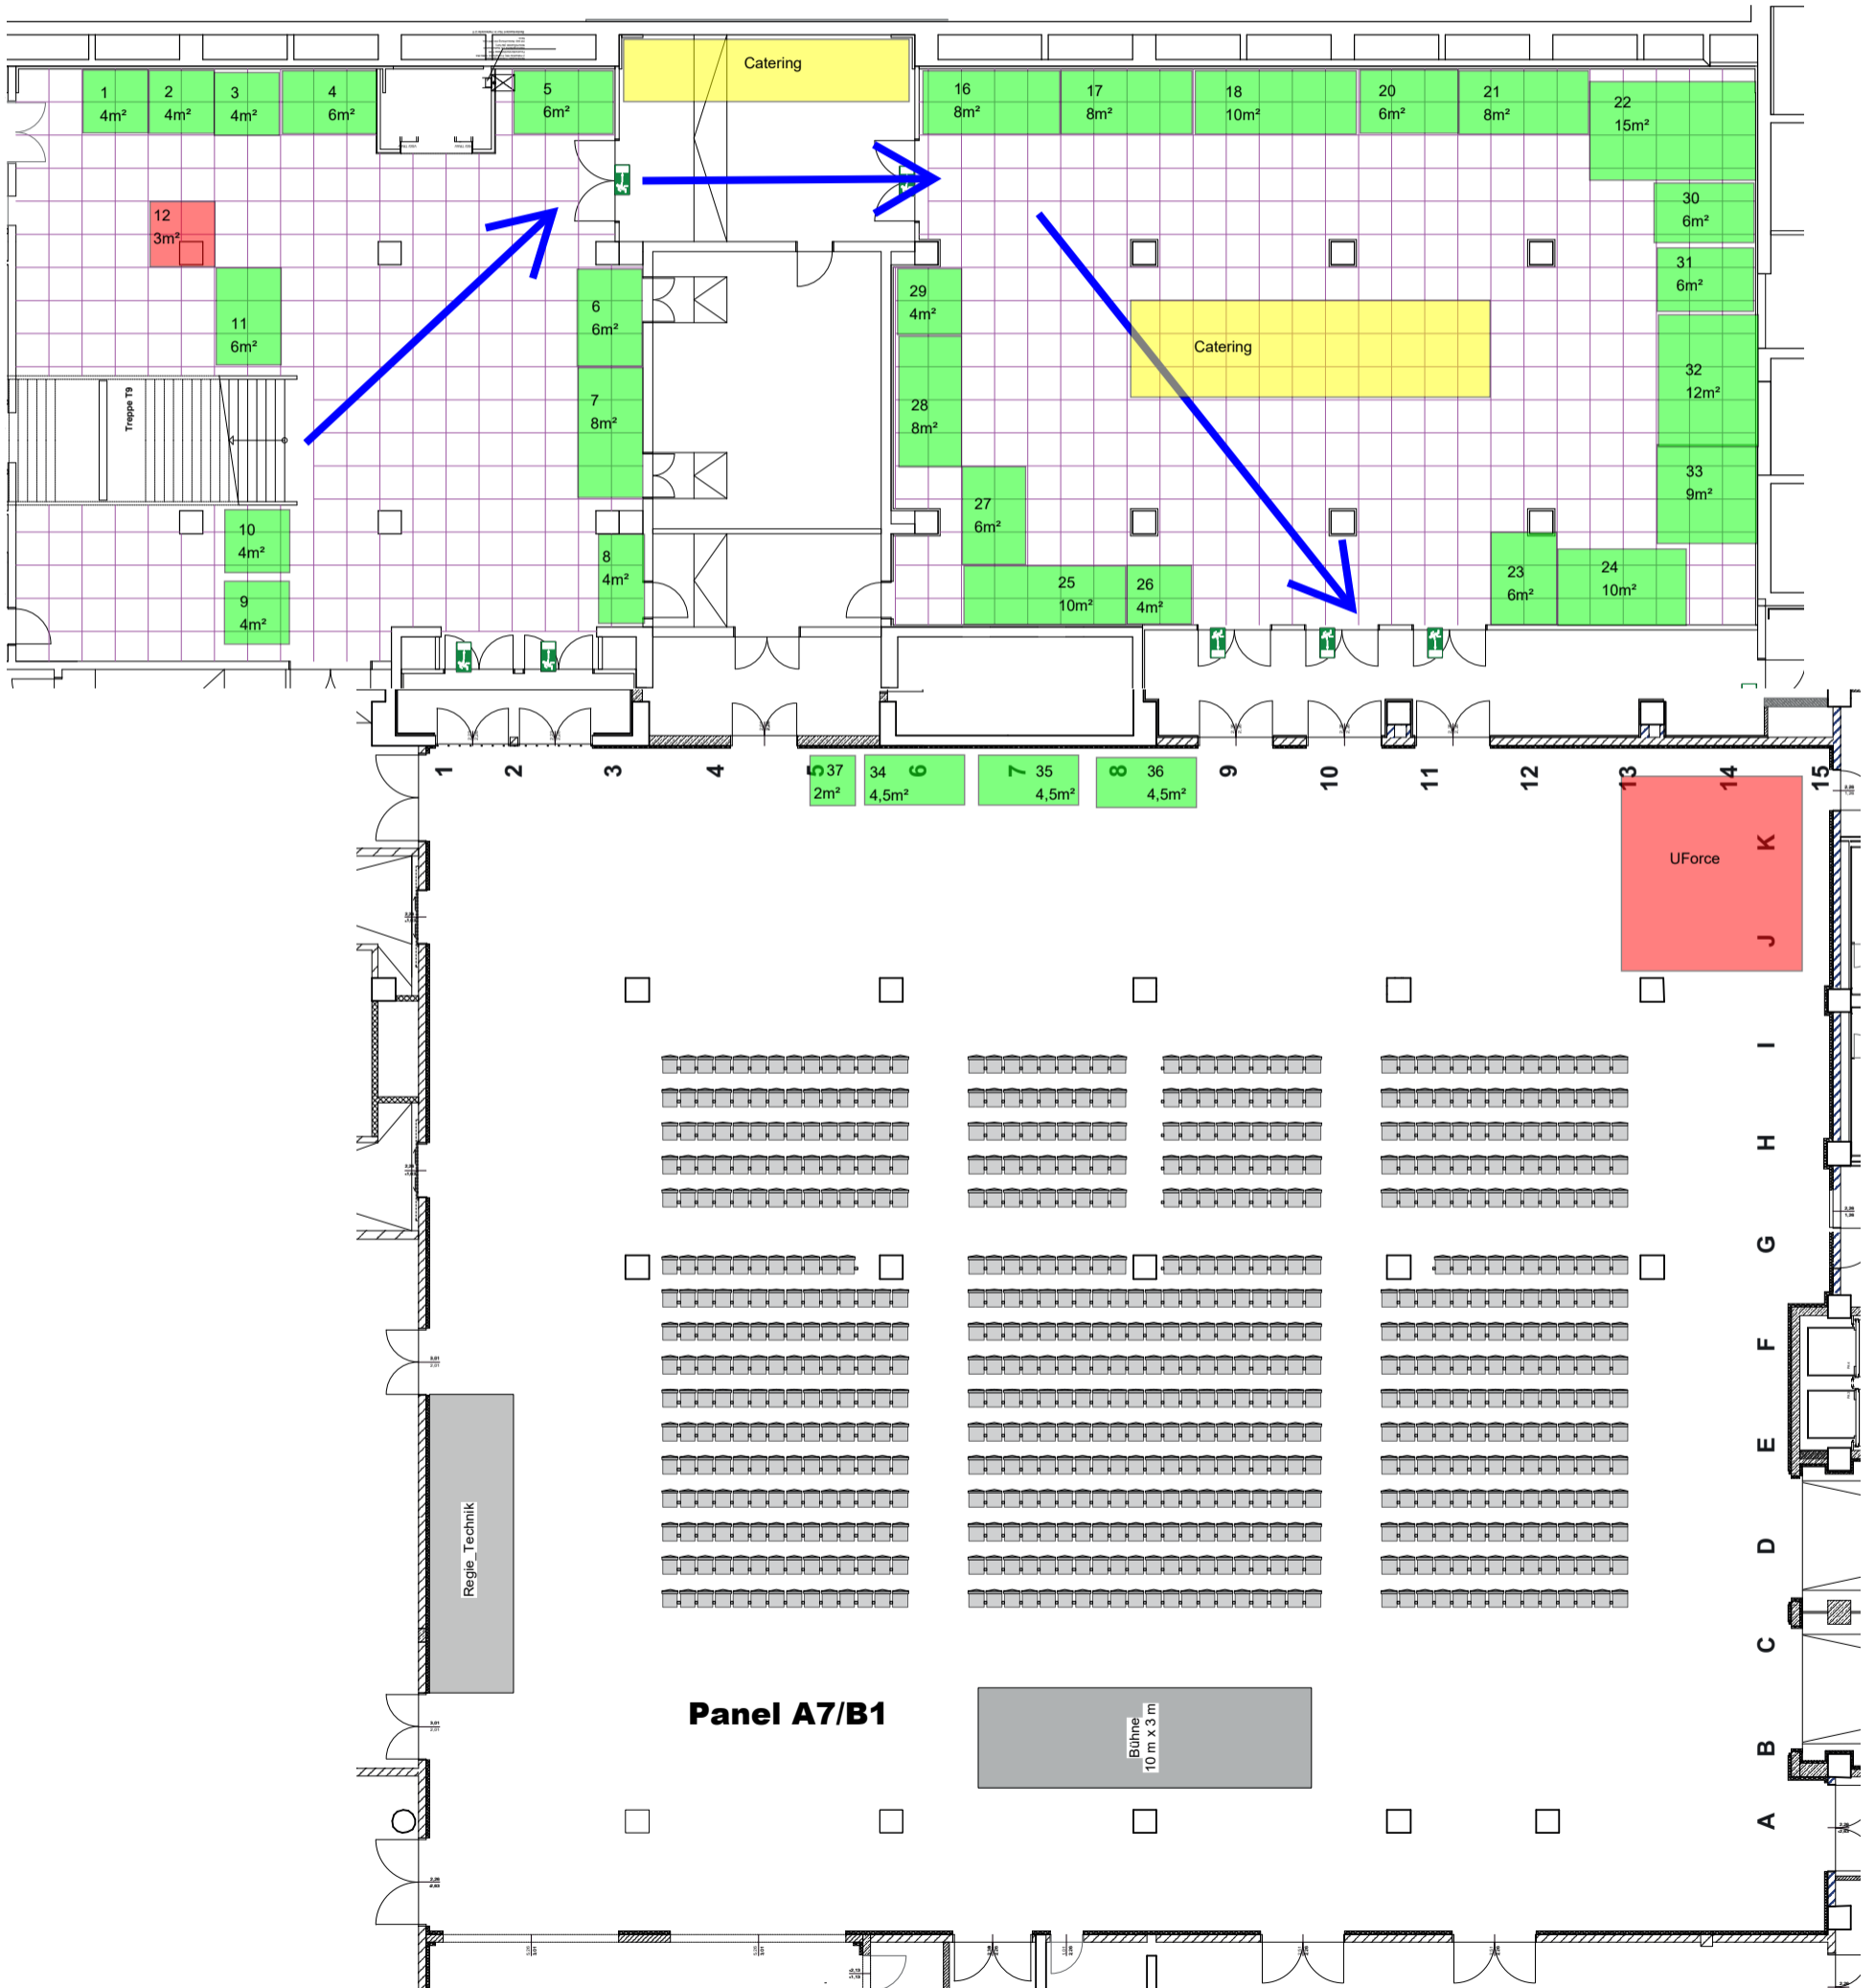 Catering
1
4m²
2
4m²
3
4m²
4
6m²
5
6m²
16
8m²
17
8m²
18
10m²
20
6m²
21
8m²
22
15m²
12
3m²
30
6m²
11
6m²
6
6m²
29
4m²
31
6m²
Catering
7
8m²
28
8m²
32
12m²
Treppe T9
33
9m²
10
4m²
8
4m²
27
6m²
9
4m²
25
10m²
26
4m²
23
6m²
24
10m²
1
2
3
4
5
6
7
8
9
10
11
12
13
14
15
37
2m²
34
4,5m²
35
4,5m²
36
4,5m²
UForce
K
J
I
H
G
F
E
D
C
B
A
Regie_Technik
Panel A7/B1
Bühne
10 m x 3 m